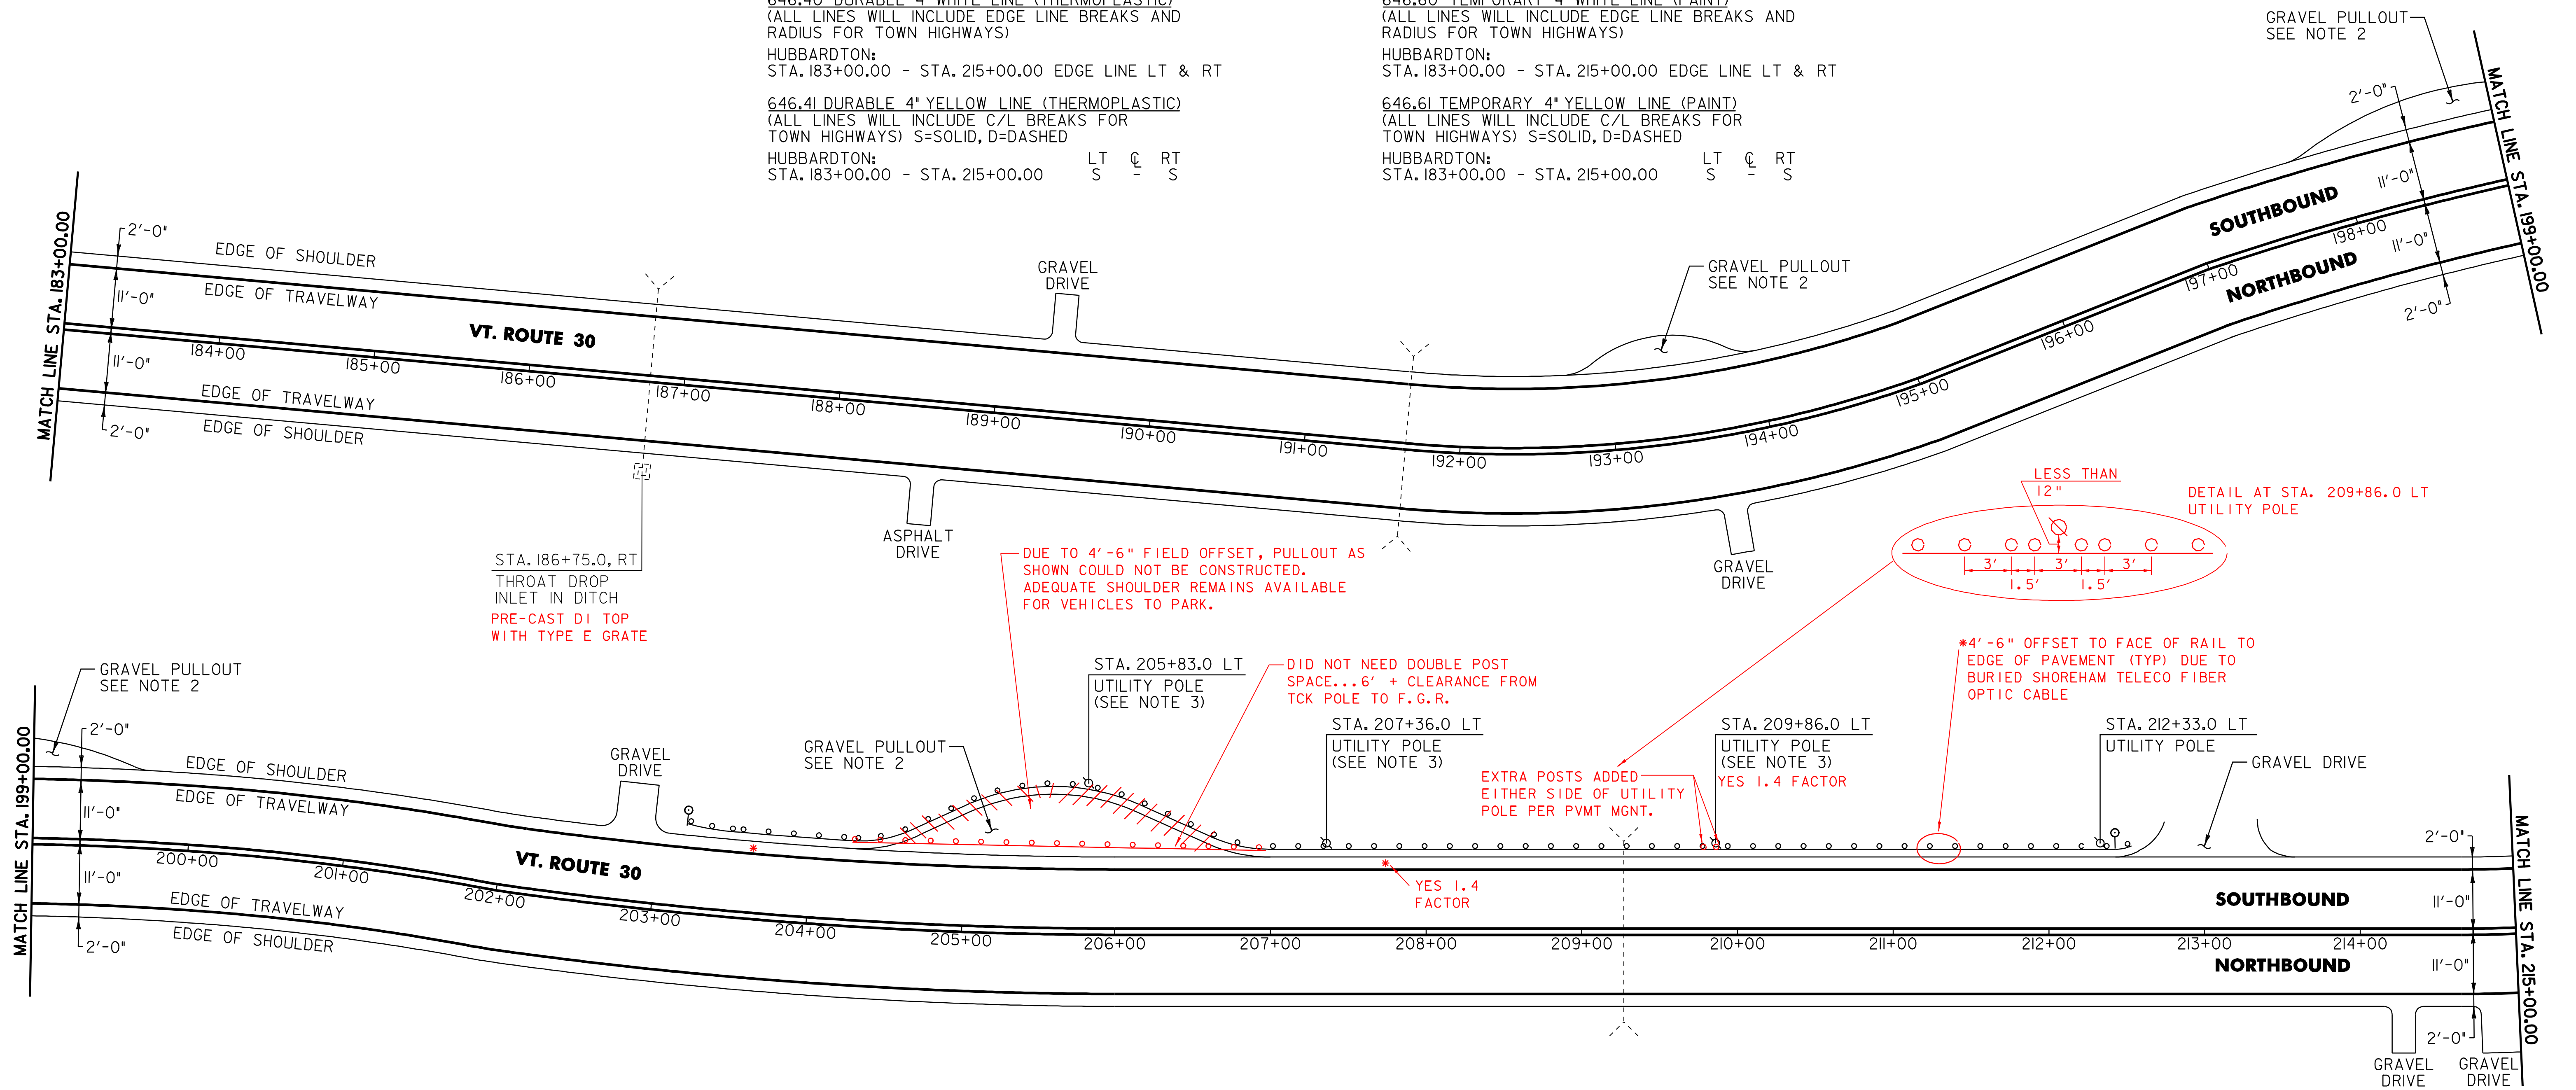 646.40 DURABLE 4" WHITE LINE (THERMOPLASTIC)
(ALL LINES WILL INCLUDE EDGE LINE BREAKS AND
RADIUS FOR TOWN HIGHWAYS)
HUBBARDTON:
STA. 183+00.00 - STA. 215+00.00 EDGE LINE LT & RT
646.41 DURABLE 4" YELLOW LINE (THERMOPLASTIC)
(ALL LINES WILL INCLUDE C/L BREAKS FOR
TOWN HIGHWAYS) S=SOLID, D=DASHED
HUBBARDTON: LT ℄ RT
STA. 183+00.00 - STA. 215+00.00 S - S
646.60 TEMPORARY 4" WHITE LINE (PAINT)
(ALL LINES WILL INCLUDE EDGE LINE BREAKS AND
RADIUS FOR TOWN HIGHWAYS)
HUBBARDTON:
STA. 183+00.00 - STA. 215+00.00 EDGE LINE LT & RT
646.61 TEMPORARY 4" YELLOW LINE (PAINT)
(ALL LINES WILL INCLUDE C/L BREAKS FOR
TOWN HIGHWAYS) S=SOLID, D=DASHED
HUBBARDTON: LT ℄ RT
STA. 183+00.00 - STA. 215+00.00 S - S
GRAVEL PULLOUT
SEE NOTE 2
MATCH LINE STA. 183+00.00
2'-0"
11'-0"
11'-0"
2'-0"
EDGE OF SHOULDER
EDGE OF TRAVELWAY
VT. ROUTE 30
EDGE OF TRAVELWAY
EDGE OF SHOULDER
184+00
185+00
186+00
187+00
188+00
189+00
190+00
191+00
192+00
193+00
194+00
195+00
196+00
197+00
198+00
GRAVEL
DRIVE
GRAVEL PULLOUT
SEE NOTE 2
SOUTHBOUND
NORTHBOUND
2'-0"
11'-0"
11'-0"
2'-0"
MATCH LINE STA. 199+00.00
ASPHALT
DRIVE
GRAVEL
DRIVE
STA. 186+75.0, RT
THROAT DROP
INLET IN DITCH
PRE-CAST DI TOP
WITH TYPE E GRATE
DUE TO 4'-6" FIELD OFFSET, PULLOUT AS
SHOWN COULD NOT BE CONSTRUCTED.
ADEQUATE SHOULDER REMAINS AVAILABLE
FOR VEHICLES TO PARK.
LESS THAN
12"
DETAIL AT STA. 209+86.0 LT
UTILITY POLE
3' 3' 3'
1.5' 1.5'
*4'-6" OFFSET TO FACE OF RAIL TO
EDGE OF PAVEMENT (TYP) DUE TO
BURIED SHOREHAM TELECO FIBER
OPTIC CABLE
GRAVEL PULLOUT
SEE NOTE 2
MATCH LINE STA. 199+00.00
2'-0"
11'-0"
11'-0"
2'-0"
EDGE OF SHOULDER
EDGE OF TRAVELWAY
VT. ROUTE 30
EDGE OF TRAVELWAY
EDGE OF SHOULDER
GRAVEL
DRIVE
GRAVEL PULLOUT
SEE NOTE 2
STA. 205+83.0 LT
UTILITY POLE
(SEE NOTE 3)
DID NOT NEED DOUBLE POST
SPACE...6' + CLEARANCE FROM
TCK POLE TO F.G.R.
STA. 207+36.0 LT
UTILITY POLE
(SEE NOTE 3)
EXTRA POSTS ADDED
EITHER SIDE OF UTILITY
POLE PER PVMT MGNT.
STA. 209+86.0 LT
UTILITY POLE
(SEE NOTE 3)
YES 1.4 FACTOR
STA. 212+33.0 LT
UTILITY POLE
GRAVEL DRIVE
*
*
YES 1.4
FACTOR
200+00
201+00
202+00
203+00
204+00
205+00
206+00
207+00
208+00
209+00
210+00
211+00
212+00
213+00
214+00
SOUTHBOUND
NORTHBOUND
2'-0"
11'-0"
11'-0"
2'-0"
MATCH LINE STA. 215+00.00
GRAVEL
DRIVE
GRAVEL
DRIVE